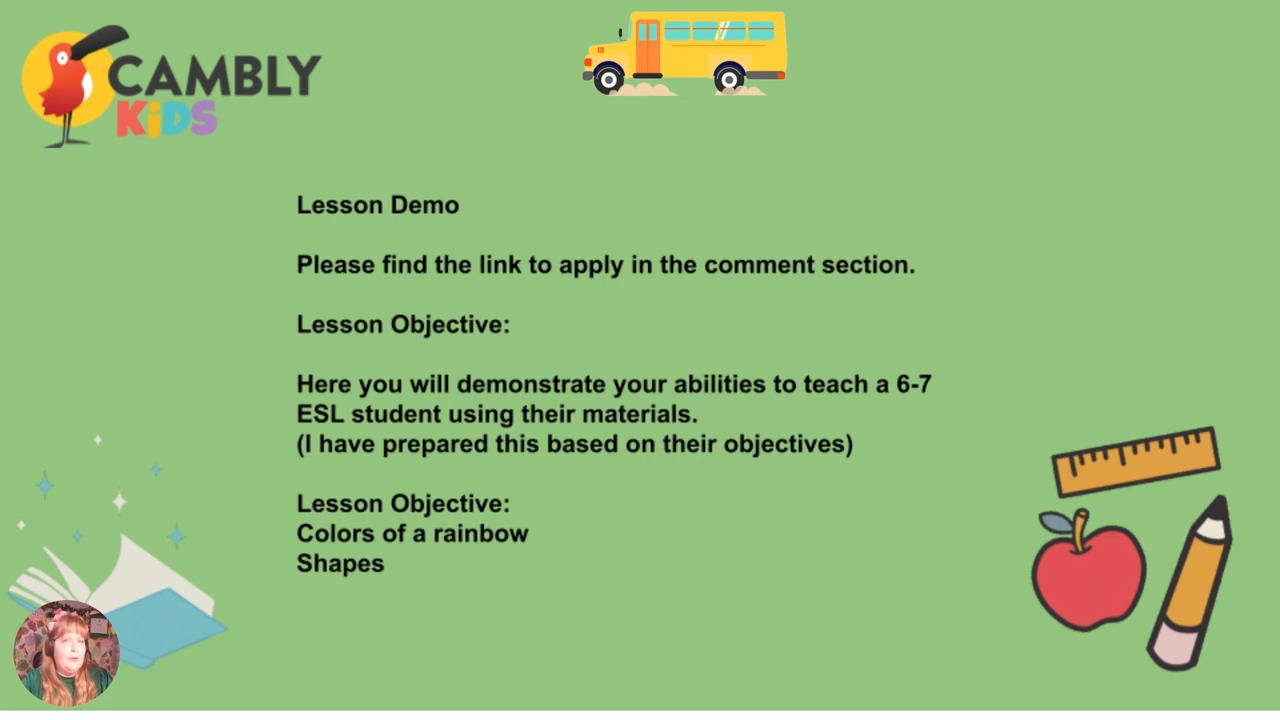 CAMBLY
KiDS
Lesson Demo
Please find the link to apply in the comment section.
Lesson Objective:
Here you will demonstrate your abilities to teach a 6-7
ESL student using their materials.
(I have prepared this based on their objectives)
Lesson Objective:
Colors of a rainbow
Shapes